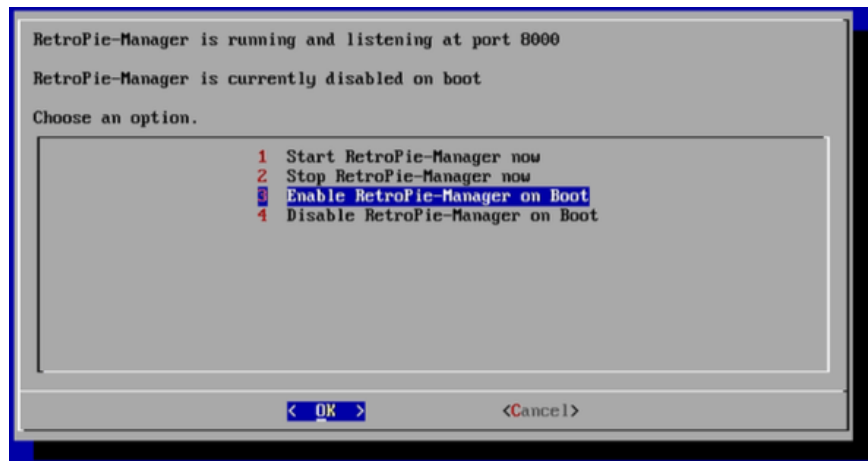 RetroPie-Manager is running and listening at port 8000
RetroPie-Manager is currently disabled on boot
Choose an option.
1 Start RetroPie-Manager now
2 Stop RetroPie-Manager now
3 Enable RetroPie-Manager on Boot
4 Disable RetroPie-Manager on Boot
< OK > <Cancel>